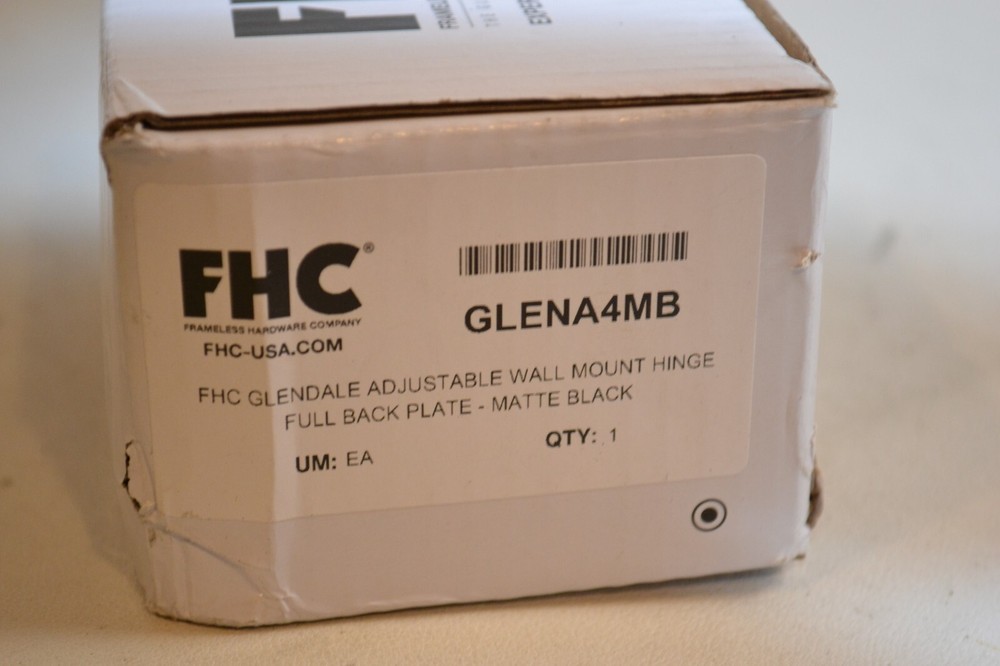 FHC®
FRAMELESS HARDWARE COMPANY
FHC-USA.COM
GLENA4MB
FHC GLENDALE ADJUSTABLE WALL MOUNT HINGE
FULL BACK PLATE - MATTE BLACK
UM: EA
QTY: 1